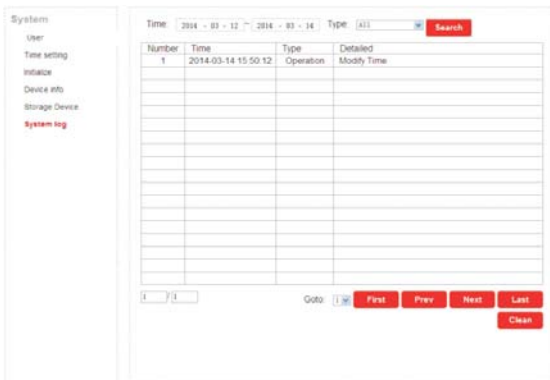 System
User
Time setting
Initialize
Device info
Storage Device
System log
Time: 2014 - 03 - 12 ~ 2014 - 03 - 14 Type: All Search
Number Time Type Detailed
1 2014-03-14 15:50:12 Operation Modify Time
1 / 1 Goto: 1 First Prev Next Last
Clean